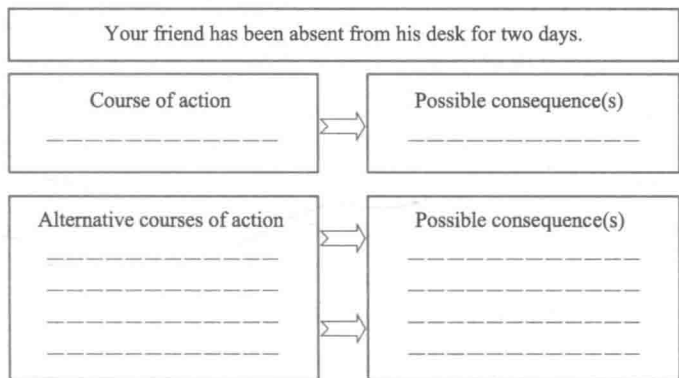 Your friend has been absent from his desk for two days.
Course of action
Possible consequence(s)
Alternative courses of action
Possible consequence(s)